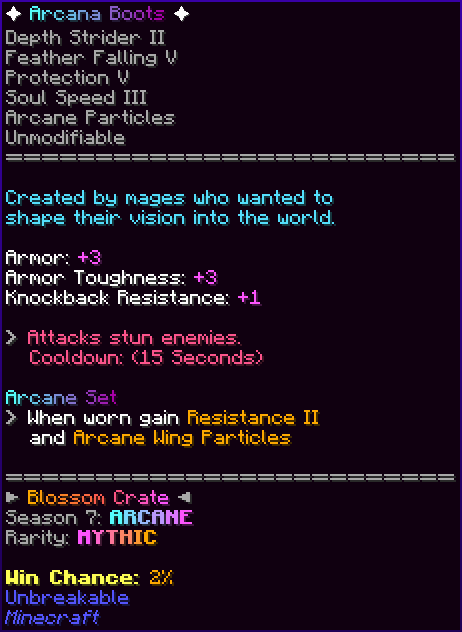 ✦ Arcana Boots ✦
Depth Strider II
Feather Falling V
Protection V
Soul Speed III
Arcane Particles
Unmodifiable
================================
Created by mages who wanted to
shape their vision into the world.
Armor: +3
Armor Toughness: +3
Knockback Resistance: +1
> Attacks stun enemies.
Cooldown: (15 Seconds)
Arcane Set
> When worn gain Resistance II
and Arcane Wing Particles
================================
► Blossom Crate ◄
Season 7: ARCANE
Rarity: MYTHIC
Win Chance: 2%
Unbreakable
Minecraft